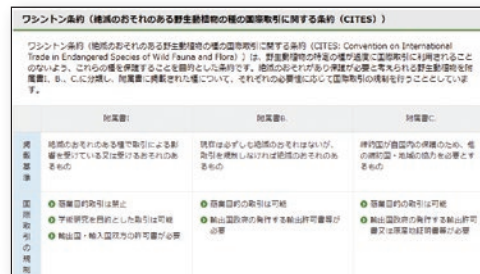 ワシントン条約（絶滅のおそれのある野生動植物の種の国際取引に関する条約（CITES））
ワシントン条約（絶滅のおそれのある野生動植物の種の国際取引に関する条約（CITES: Convention on International
Trade in Endangered Species of Wild Fauna and Flora））は、野生動植物の特定の種が過度に国際取引に利用されること
のないよう、これらの種を保護することを目的とした条約です。絶滅のおそれがあり保護が必要と考えられる野生動植物を附
属書I、B.、C.に分類し、附属書に掲載された種について、それぞれの必要性に応じて国際取引の規制を行うこととしていま
す。
附属書I
附属書B.
附属書C.
掲載基準
絶滅のおそれのある種で取引による影
響を受けている又は受けるおそれのあ
るもの
現在は必ずしも絶滅のおそれはないが、
取引を規制しなければ絶滅のおそれのあ
るもの
締約国が自国内の保護のため、他
の締約国・地域の協力を必要とす
るもの
国際取引の規制
商業目的取引は禁止
学術研究を目的とした取引は可能
輸出国・輸入国双方の許可書が必要
商業目的の取引は可能
輸出国政府の発行する輸出許可書等が
必要
商業目的の取引は可能
輸出国政府の発行する輸出許可
書又は原産地証明書等が必要